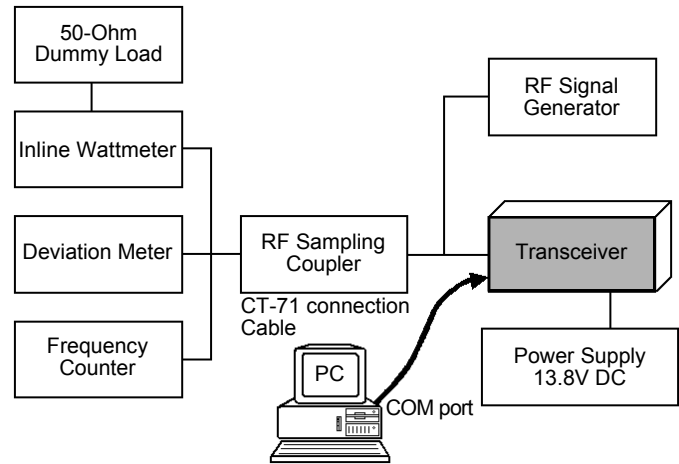 50-Ohm
Dummy Load
RF Signal
Generator
Inline Wattmeter
Deviation Meter
RF Sampling
Coupler
Transceiver
CT-71 connection
Cable
Frequency
Counter
PC
COM port
Power Supply
13.8V DC